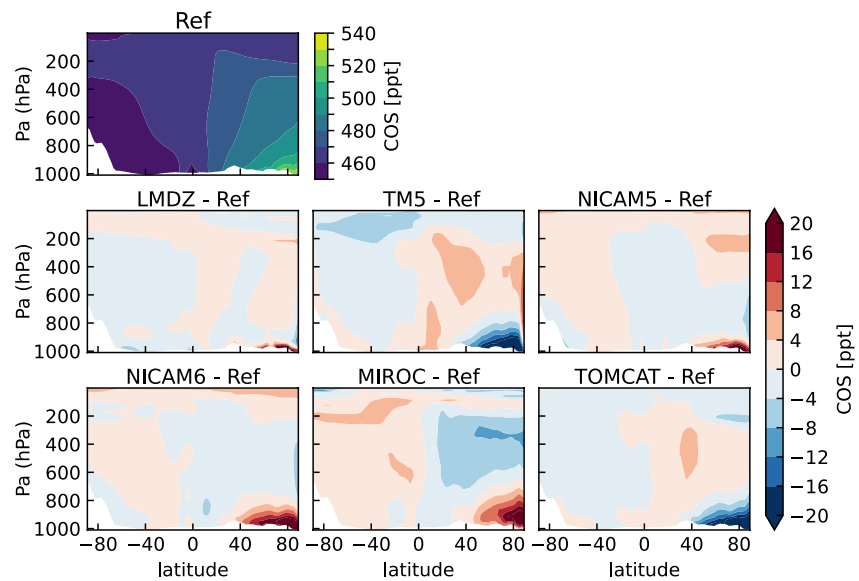 Ref
Pa (hPa)
200
400
600
800
1000
540
520
500
480
460
COS [ppt]
LMDZ - Ref
TM5 - Ref
NICAM5 - Ref
Pa (hPa)
200
400
600
800
1000
NICAM6 - Ref
MIROC - Ref
TOMCAT - Ref
Pa (hPa)
200
400
600
800
1000
−80 −40 0 40 80
−80 −40 0 40 80
−80 −40 0 40 80
latitude
latitude
latitude
20
16
12
8
4
0
−4
−8
−12
−16
−20
COS [ppt]